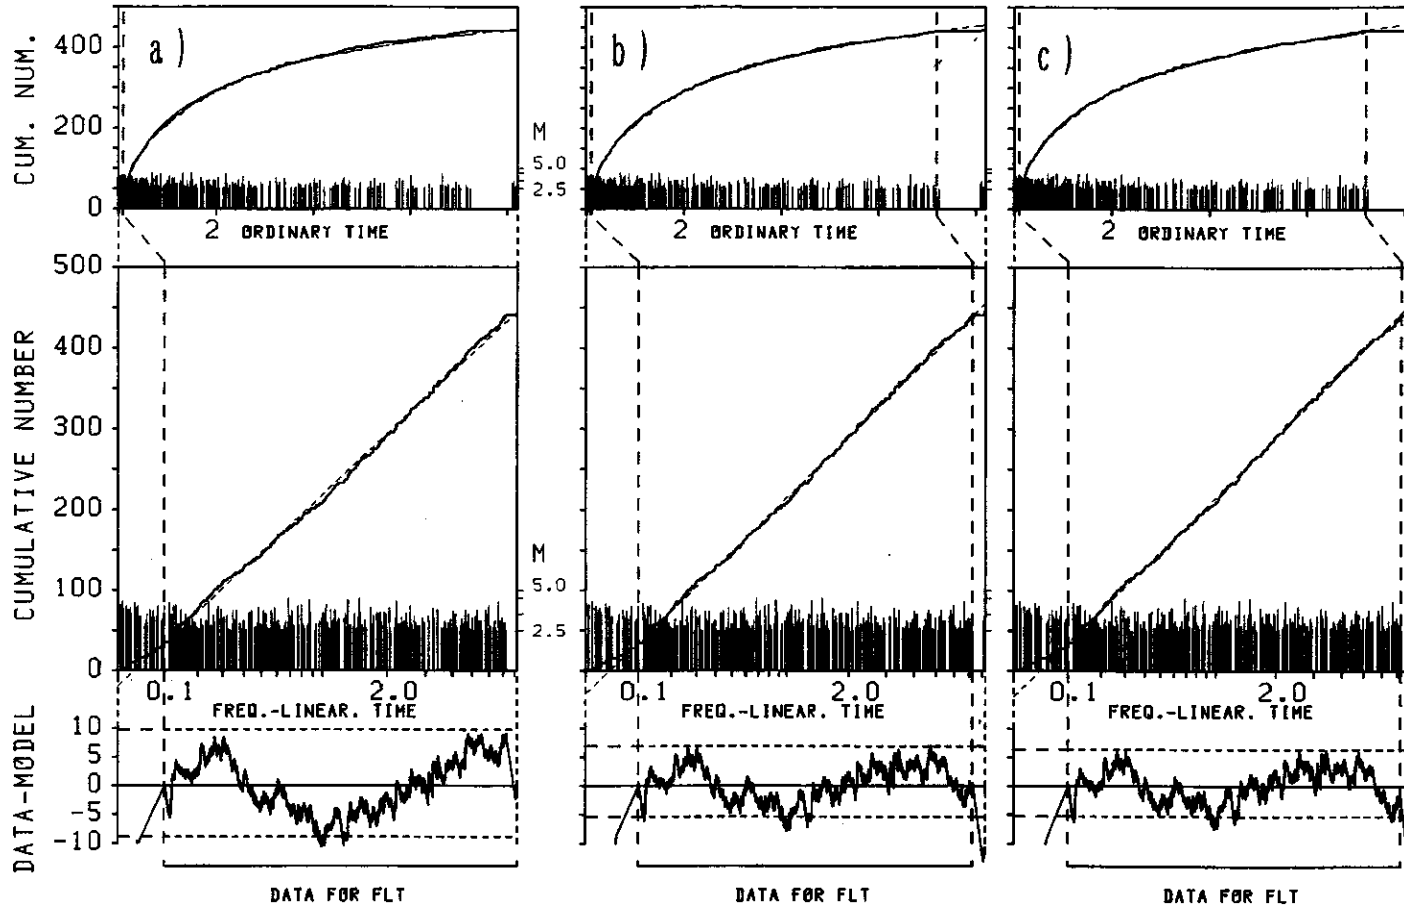 CUM. NUM.
400
200
0
a )
b )
c )
M
5.0
2.5
2 ORDINARY TIME
2 ORDINARY TIME
2 ORDINARY TIME
CUMULATIVE NUMBER
500
400
300
200
100
0
M
5.0
2.5
0.1 2.0
0.1 2.0
0.1 2.0
FREQ.-LINEAR. TIME
FREQ.-LINEAR. TIME
FREQ.-LINEAR. TIME
DATA-MODEL
10
5
0
-5
-10
DATA FOR FLT
DATA FOR FLT
DATA FOR FLT